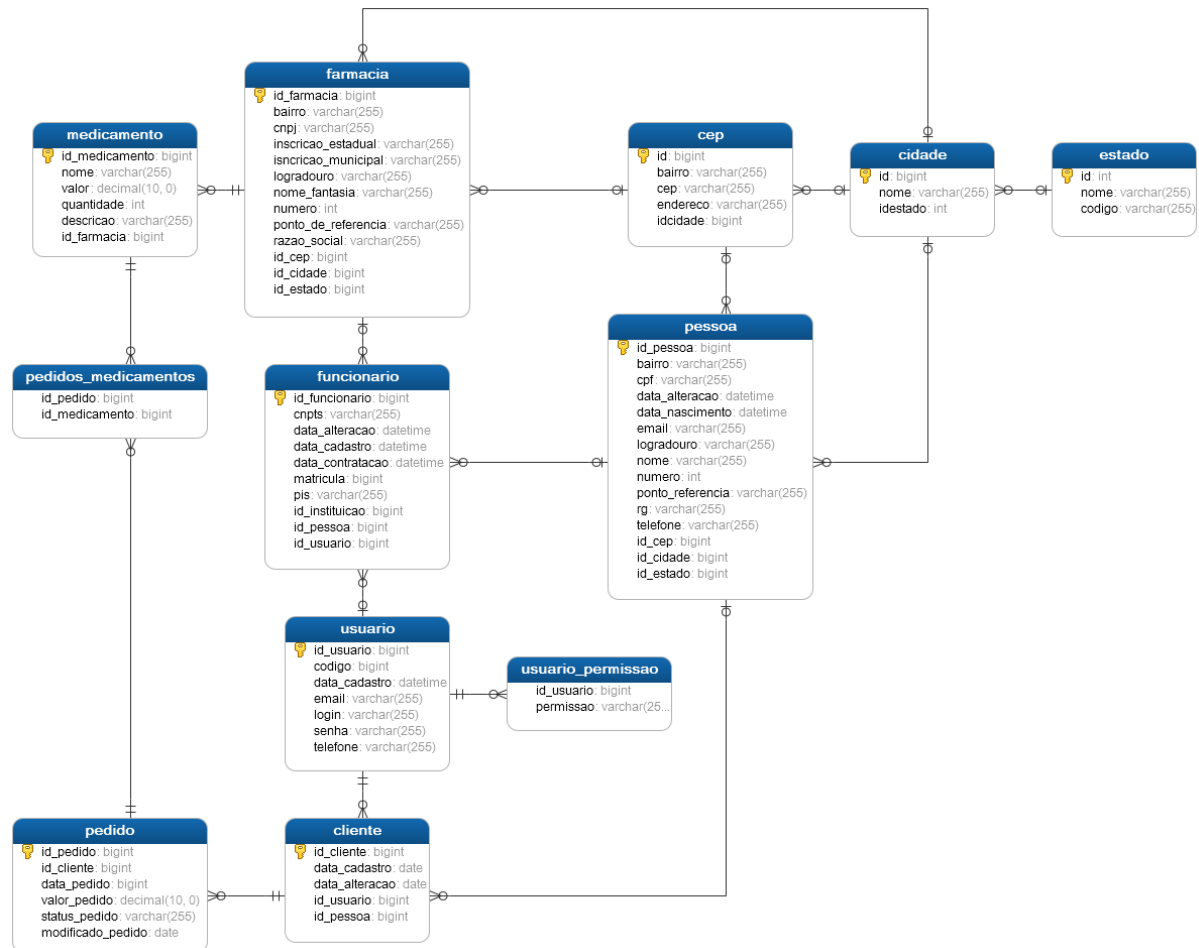 farmacia
id_farmacia: bigint
bairro: varchar(255)
cnpj: varchar(255)
inscricao_estadual: varchar(255)
isncricao_municipal: varchar(255)
logradouro: varchar(255)
nome_fantasia: varchar(255)
numero: int
ponto_de_referencia: varchar(255)
razao_social: varchar(255)
id_cep: bigint
id_cidade: bigint
id_estado: bigint
medicamento
id_medicamento: bigint
nome: varchar(255)
valor: decimal(10, 0)
quantidade: int
descricao: varchar(255)
id_farmacia: bigint
cep
id: bigint
bairro: varchar(255)
cep: varchar(255)
endereco: varchar(255)
idcidade: bigint
cidade
id: bigint
nome: varchar(255)
idestado: int
estado
id: int
nome: varchar(255)
codigo: varchar(255)
pessoa
id_pessoa: bigint
bairro: varchar(255)
cpf: varchar(255)
data_alteracao: datetime
data_nascimento: datetime
email: varchar(255)
logradouro: varchar(255)
nome: varchar(255)
numero: int
ponto_referencia: varchar(255)
rg: varchar(255)
telefone: varchar(255)
id_cep: bigint
id_cidade: bigint
id_estado: bigint
pedidos_medicamentos
id_pedido: bigint
id_medicamento: bigint
funcionario
id_funcionario: bigint
cnpts: varchar(255)
data_alteracao: datetime
data_cadastro: datetime
data_contratacao: datetime
matricula: bigint
pis: varchar(255)
id_instituicao: bigint
id_pessoa: bigint
id_usuario: bigint
usuario
id_usuario: bigint
codigo: bigint
data_cadastro: datetime
email: varchar(255)
login: varchar(255)
senha: varchar(255)
telefone: varchar(255)
usuario_permissao
id_usuario: bigint
permissao: varchar(25...
pedido
id_pedido: bigint
id_cliente: bigint
data_pedido: bigint
valor_pedido: decimal(10, 0)
status_pedido: varchar(255)
modificado_pedido: date
cliente
id_cliente: bigint
data_cadastro: date
data_alteracao: date
id_usuario: bigint
id_pessoa: bigint